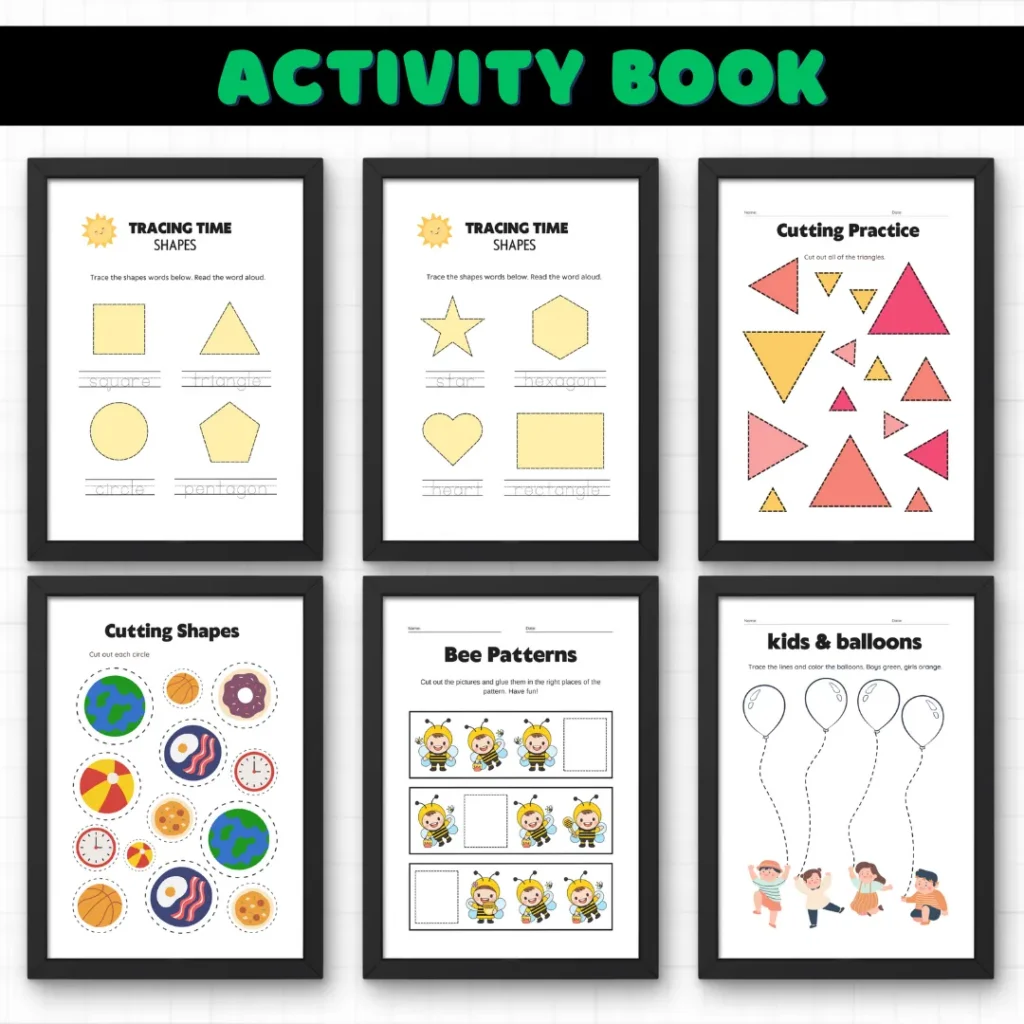 ACTIVITY BOOK
TRACING TIME
SHAPES
Trace the shapes words below. Read the word aloud.
square
triangle
circle
pentagon
TRACING TIME
SHAPES
Trace the shapes words below. Read the word aloud.
star
hexagon
heart
rectangle
Name Date
Cutting Practice
Cut out all of the triangles.
Cutting Shapes
Cut out each circle
Name Date
Bee Patterns
Cut out the pictures and glue them in the right places of the
pattern. Have fun!
Name Date
kids & balloons
Trace the lines and color the balloons. Boys green, girls orange.